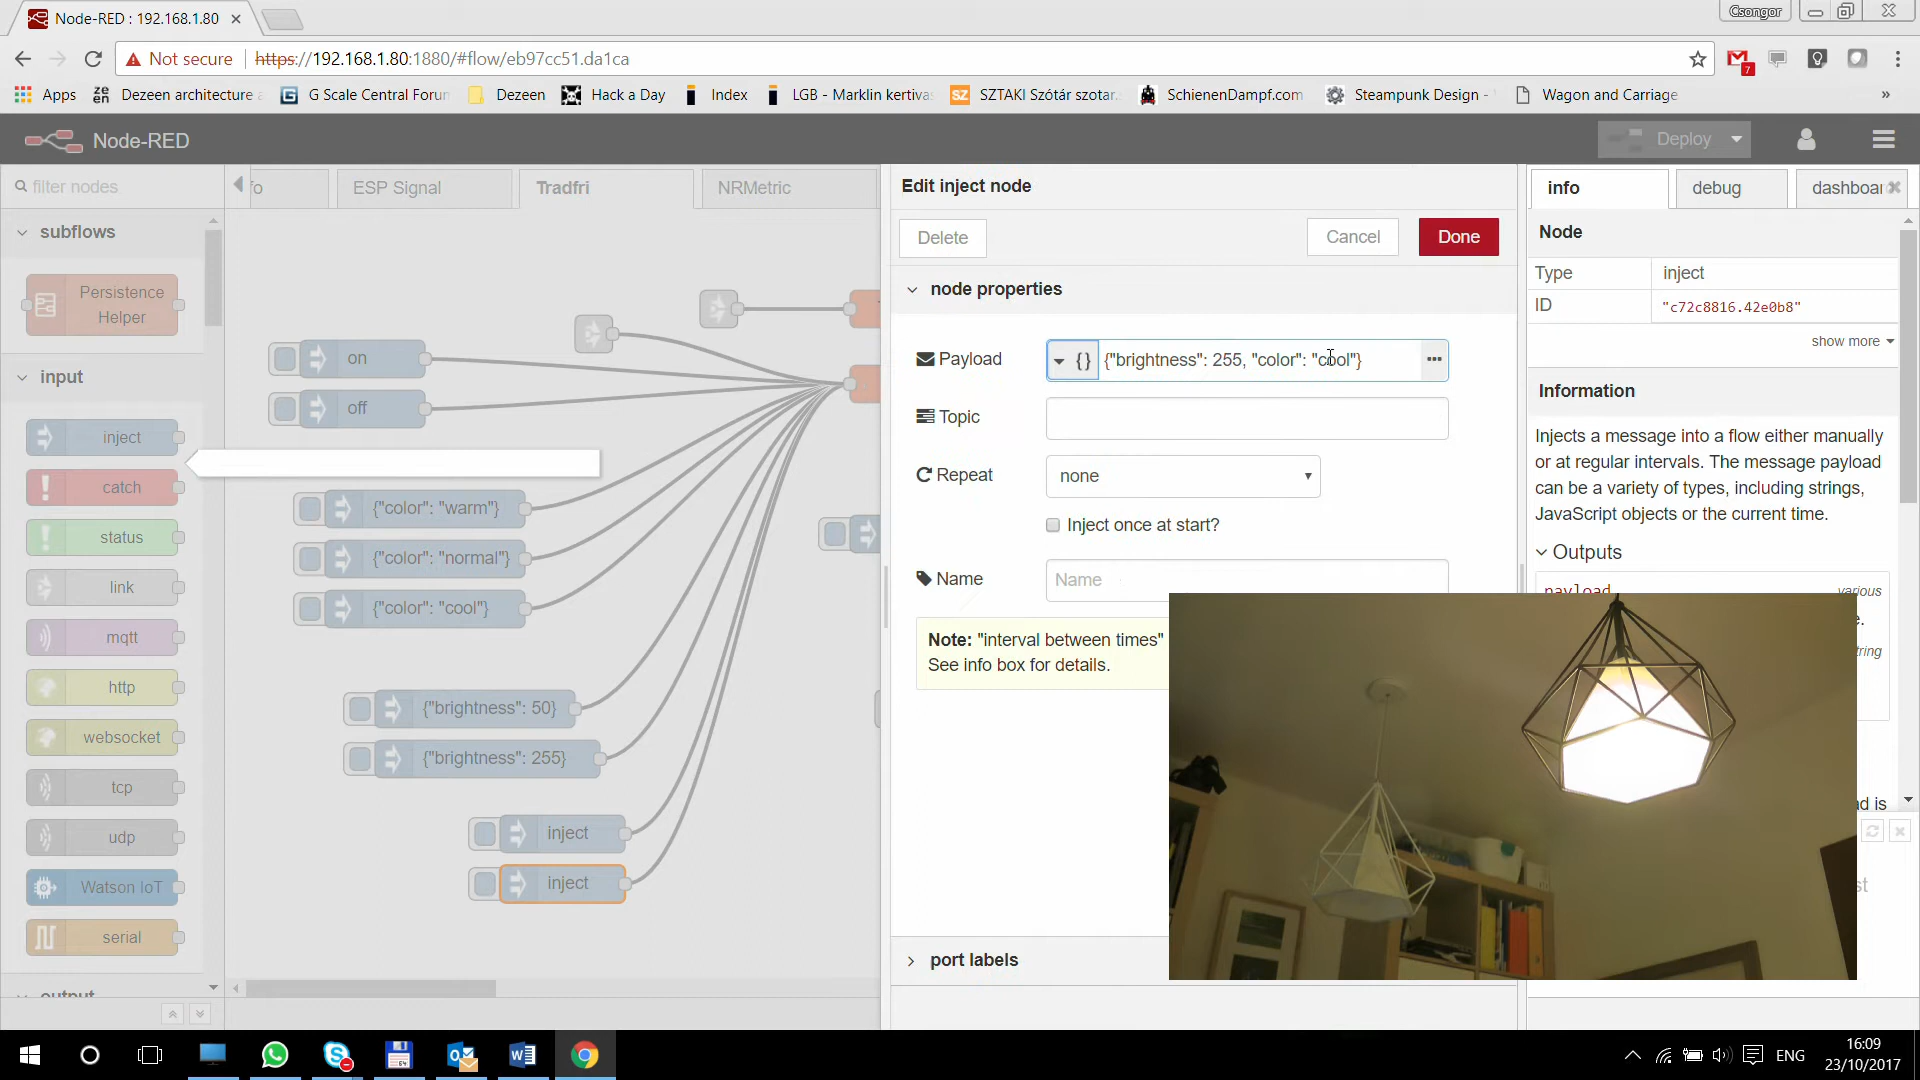 Node-RED : 192.168.1.80
Csongor
Not secure
https://192.168.1.80:1880/#flow/eb97cc51.da1ca
7
Apps
Dezeen architecture
G Scale Central Forum
Dezeen
Hack a Day
Index
LGB - Marklin kertivas
SZ SZTAKI Szótár szotar.
SchienenDampf.com
Steampunk Design -
Wagon and Carriage
Node-RED
Deploy
filter nodes
ESP Signal
Tradfri
NRMetric
Edit inject node
info
debug
dashboar
subflows
Delete
Cancel
Done
Node
Type
inject
ID
"c72c8816.42e0b8"
show more
Persistence
Helper
node properties
on
off
Payload
{} {"brightness": 255, "color": "cool"}
Topic
Repeat
none
Inject once at start?
Name
Name
Note: "interval between times"
See info box for details.
port labels
Information
Injects a message into a flow either manually
or at regular intervals. The message payload
can be a variety of types, including strings,
JavaScript objects or the current time.
Outputs
payload
various
input
inject
catch
status
link
mqtt
http
websocket
tcp
udp
Watson IoT
serial
output
{"color": "warm"}
{"color": "normal"}
{"color": "cool"}
{"brightness": 50}
{"brightness": 255}
inject
inject
ENG
16:09
23/10/2017